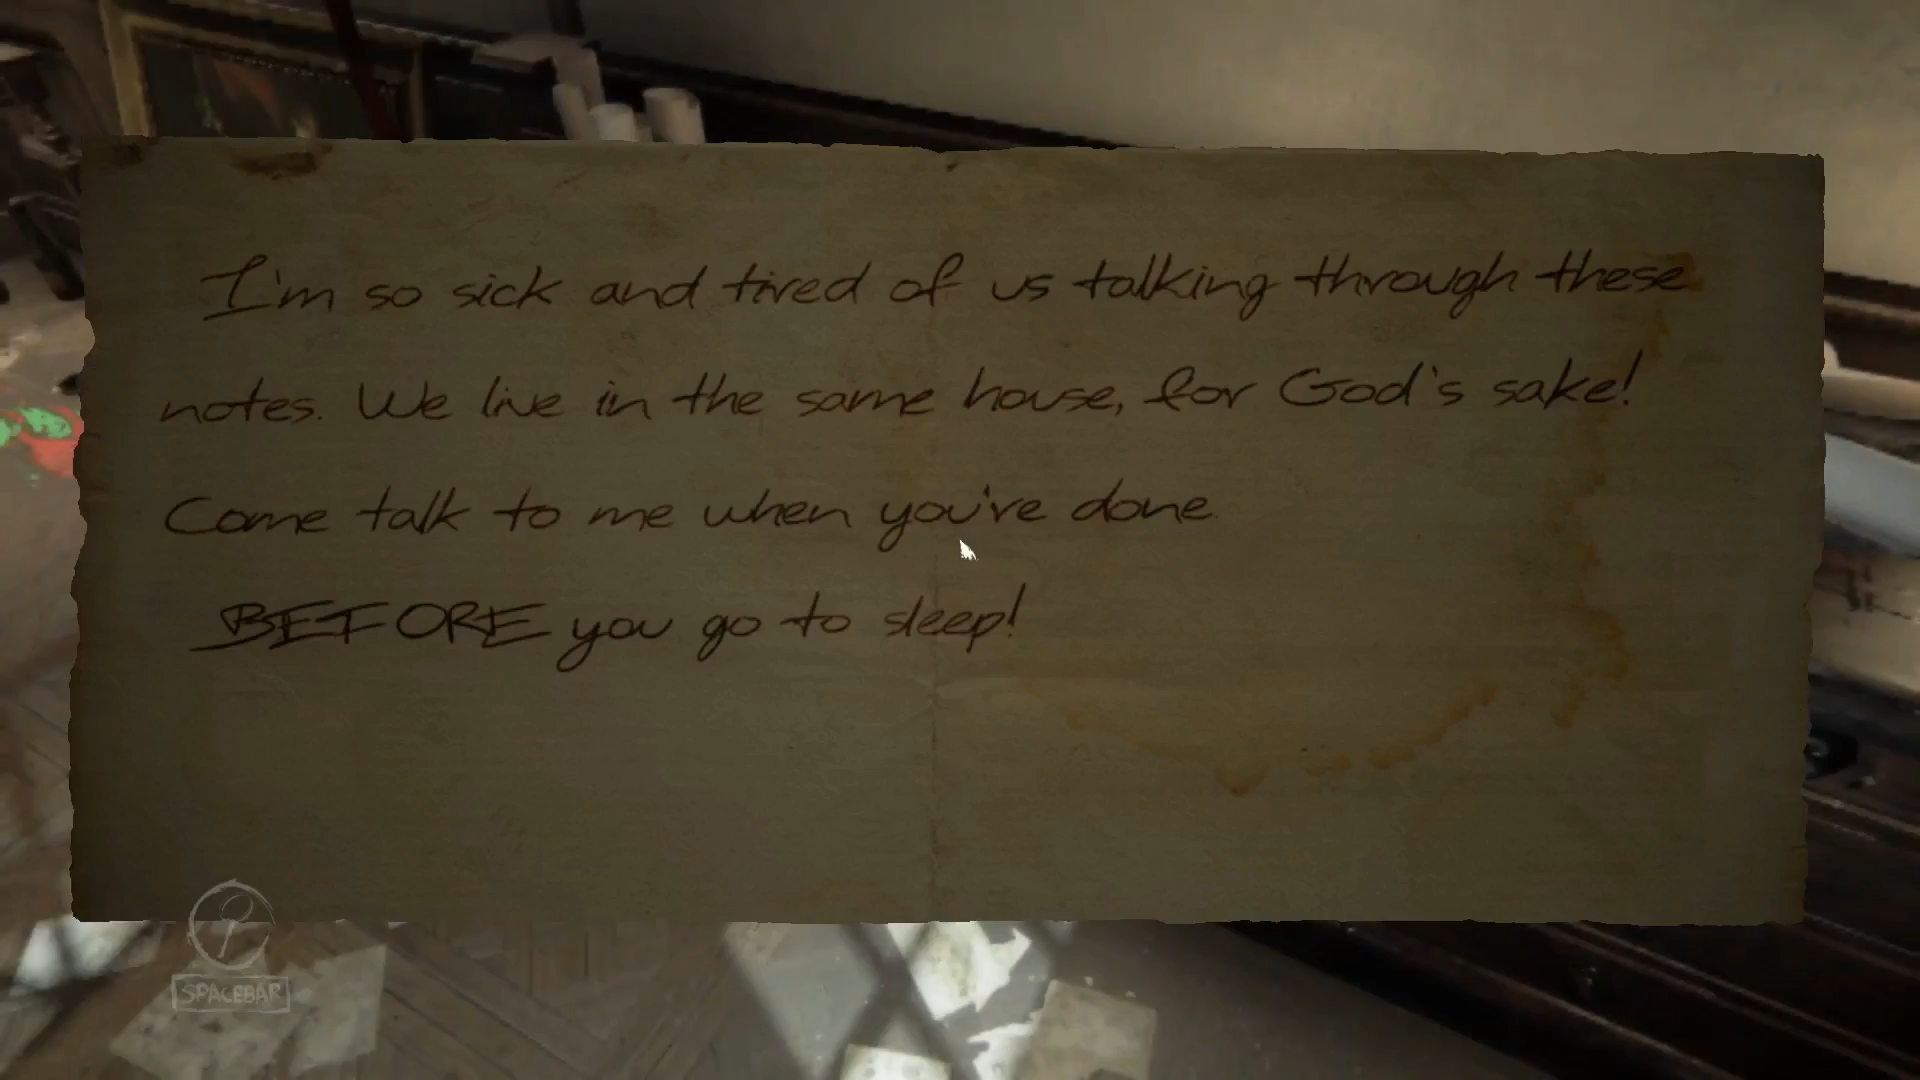 I'm so sick and tired of us talking through these
notes. We live in the same house, for God's sake!
Come talk to me when you're done.
BEFORE you go to sleep!
SPACEBAR